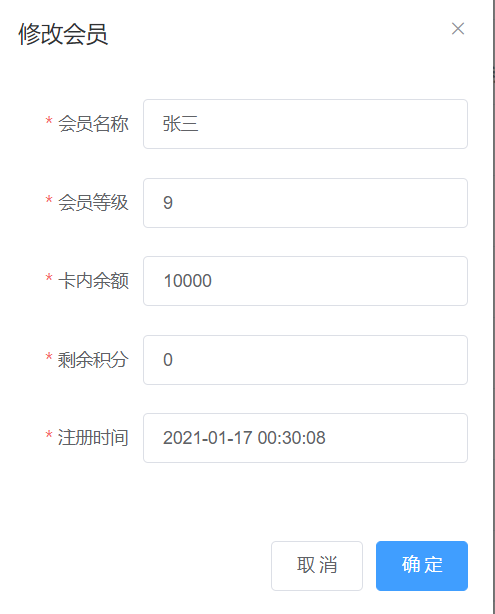 修改会员
* 会员名称 张三
* 会员等级 9
* 卡内余额 10000
* 剩余积分 0
* 注册时间 2021-01-17 00:30:08
取消 确定